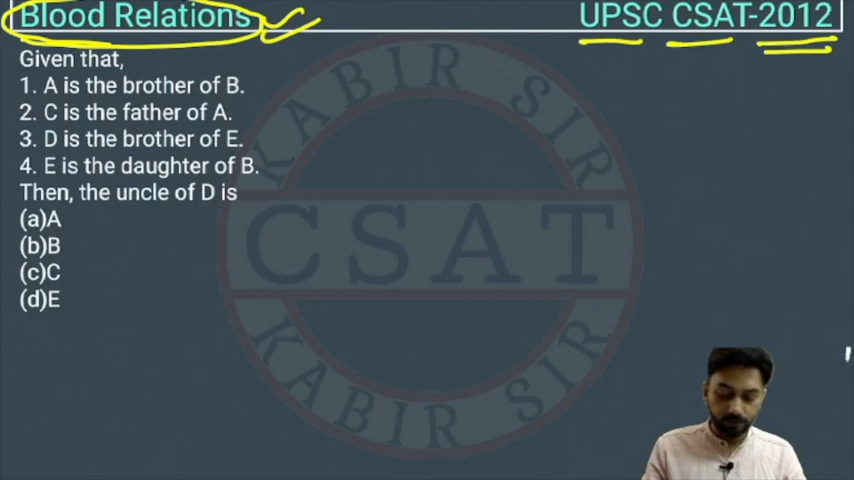 Blood Relations
UPSC CSAT-2012
Given that,
1. A is the brother of B.
2. C is the father of A.
3. D is the brother of E.
4. E is the daughter of B.
Then, the uncle of D is
(a)A
(b)B
(c)C
(d)E
KABIR SIR
CSAT
KABIR SIR